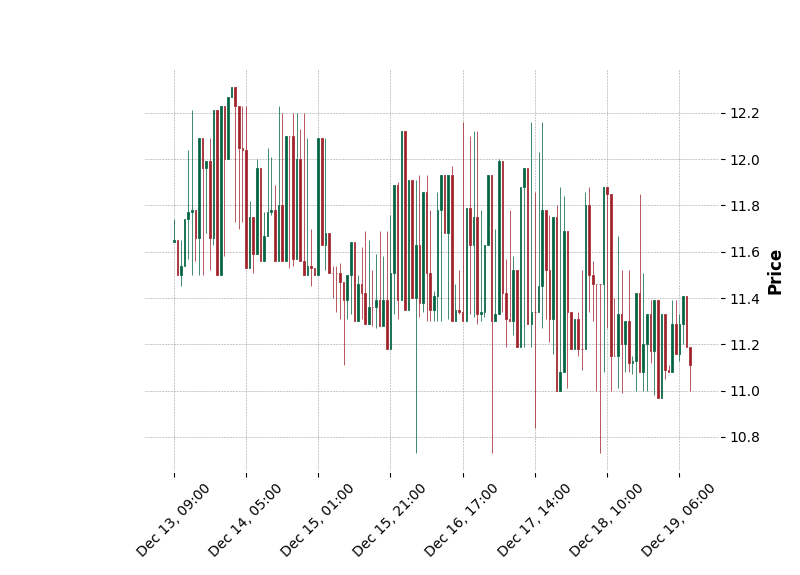 12.2
12.0
11.8
11.6
11.4
11.2
11.0
10.8
Price
Dec 13, 09:00
Dec 14, 05:00
Dec 15, 01:00
Dec 15, 21:00
Dec 16, 17:00
Dec 17, 14:00
Dec 18, 10:00
Dec 19, 06:00